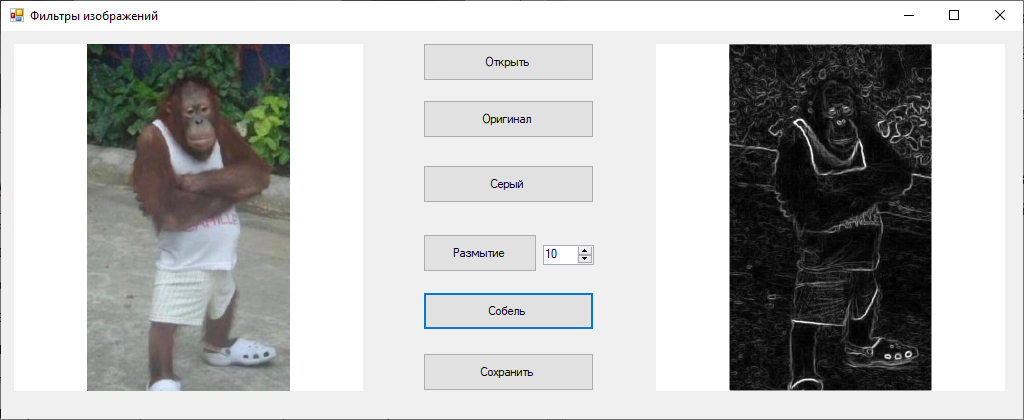 Фильтры изображений
Открыть
Оригинал
Серый
Размытие
10
Собель
Сохранить